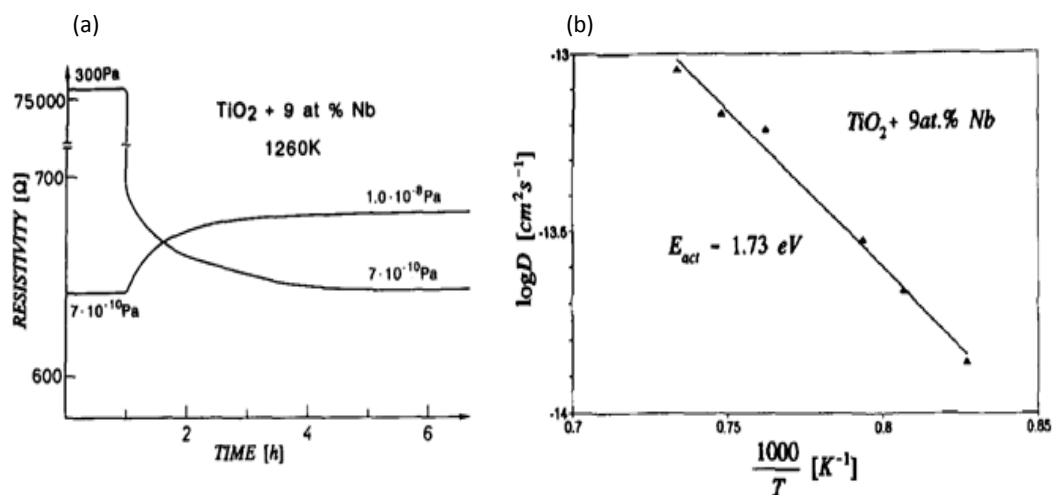 (a)
300Pa
75000
TiO2 + 9 at % Nb
1260K
700
1.0·10⁻⁸Pa
7·10⁻¹⁰Pa
7·10⁻¹⁰Pa
600
RESISTIVITY [Ω]
2 4 6
TIME [h]
(b)
-13
TiO2 + 9at.% Nb
-13.5
Eact - 1.73 eV
logD [cm²s⁻¹]
-14
0.7 0.75 0.8 0.85
1000
T
[K⁻¹]